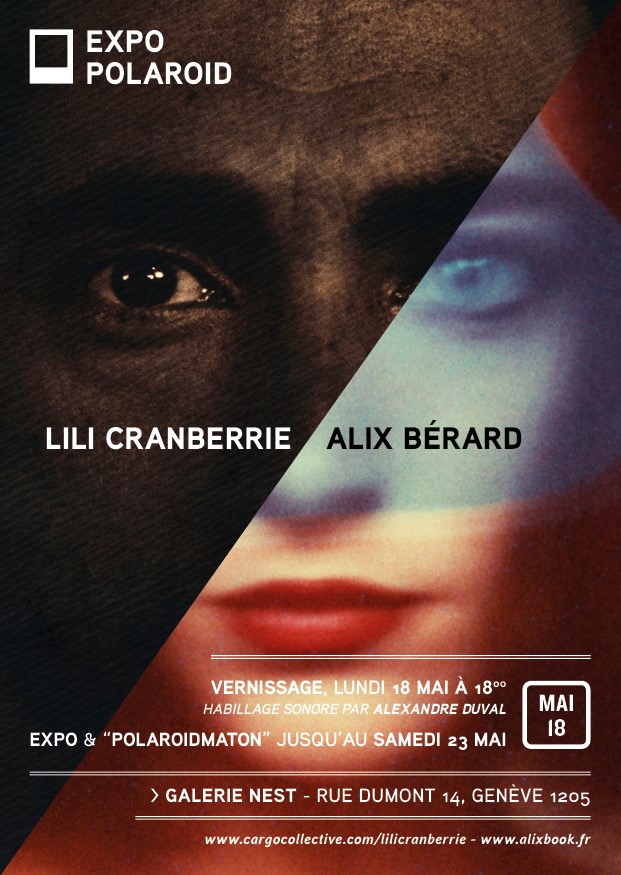 EXPO
POLAROID
LILI CRANBERRIE ALIX BÉRARD
VERNISSAGE, LUNDI 18 MAI À 18⁰⁰
HABILLAGE SONORE PAR ALEXANDRE DUVAL
EXPO & “POLAROIDMATON” JUSQU'AU SAMEDI 23 MAI
MAI
18
> GALERIE NEST - RUE DUMONT 14, GENÈVE 1205
www.cargocollective.com/lilicranberrie - www.alixbook.fr